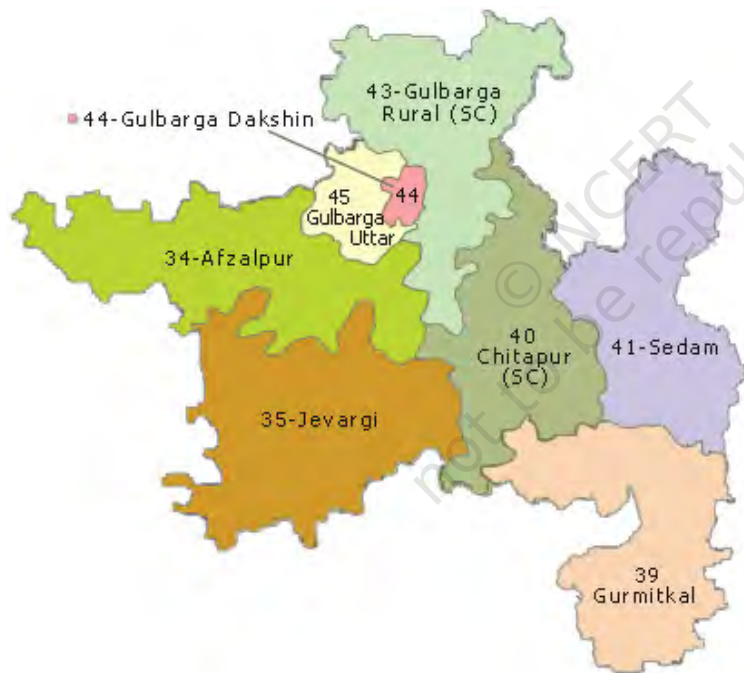 43-Gulbarga
Rural (SC)
44-Gulbarga Dakshin
45
Gulbarga
Uttar
44
34-Afzalpur
40
Chitapur
(SC)
41-Sedam
35-Jevargi
39
Gurmitkal
© NCERT
not to be repu